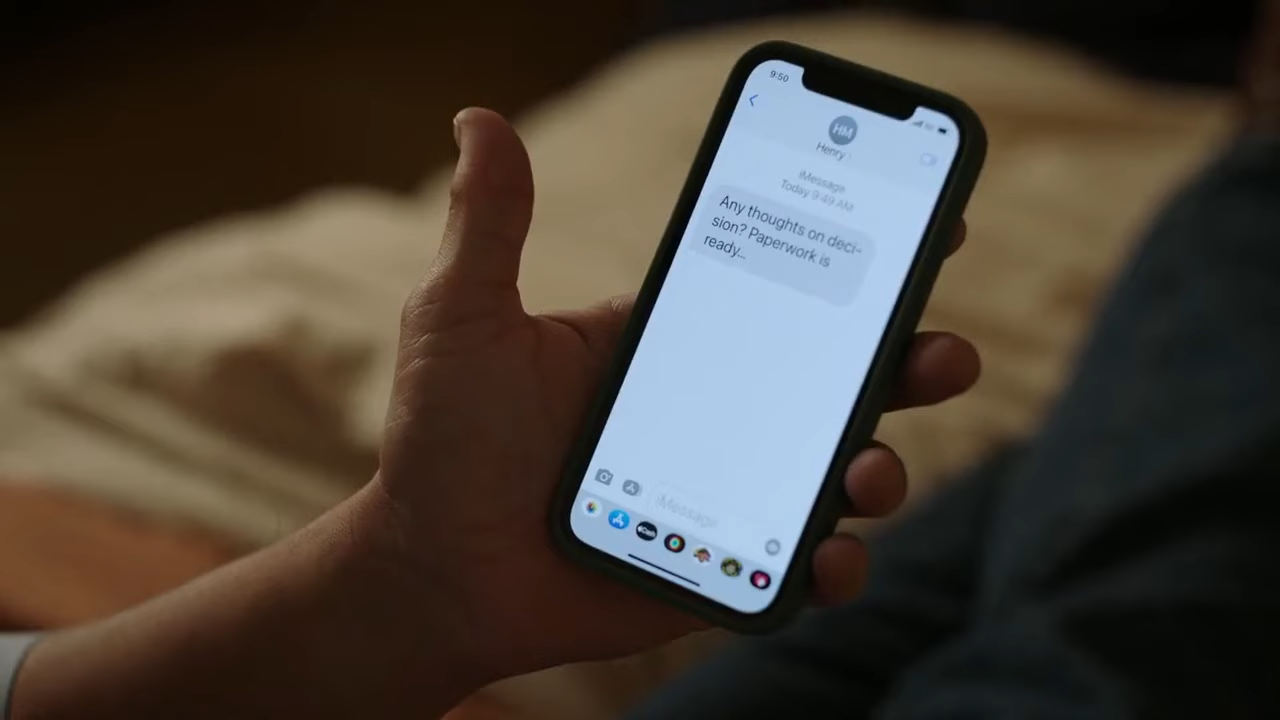 9:50
HM
Henry
iMessage
Today 9:49 AM
Any thoughts on deci-
sion? Paperwork is
ready...
iMessage